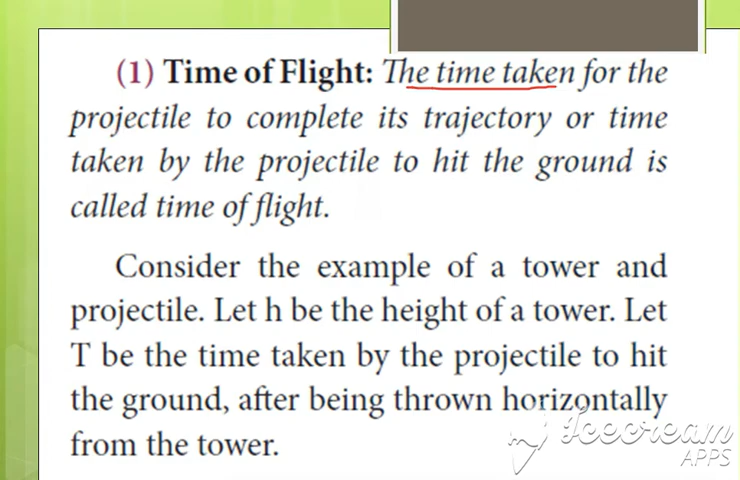 (1) Time of Flight: The time taken for the
projectile to complete its trajectory or time
taken by the projectile to hit the ground is
called time of flight.
Consider the example of a tower and
projectile. Let h be the height of a tower. Let
T be the time taken by the projectile to hit
the ground, after being thrown horizontally
from the tower.
Icecream
APPS